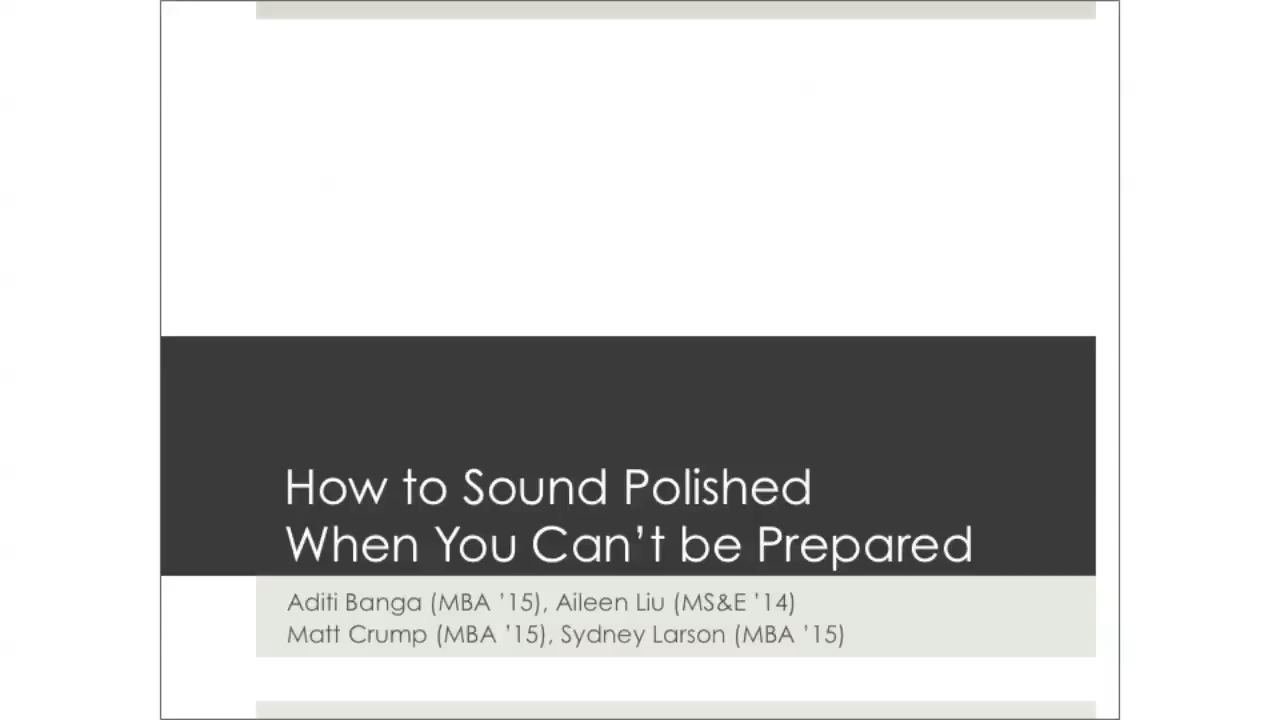 How to Sound Polished
When You Can’t be Prepared
Aditi Banga (MBA ’15), Aileen Liu (MS&E ’14)
Matt Crump (MBA ’15), Sydney Larson (MBA ’15)